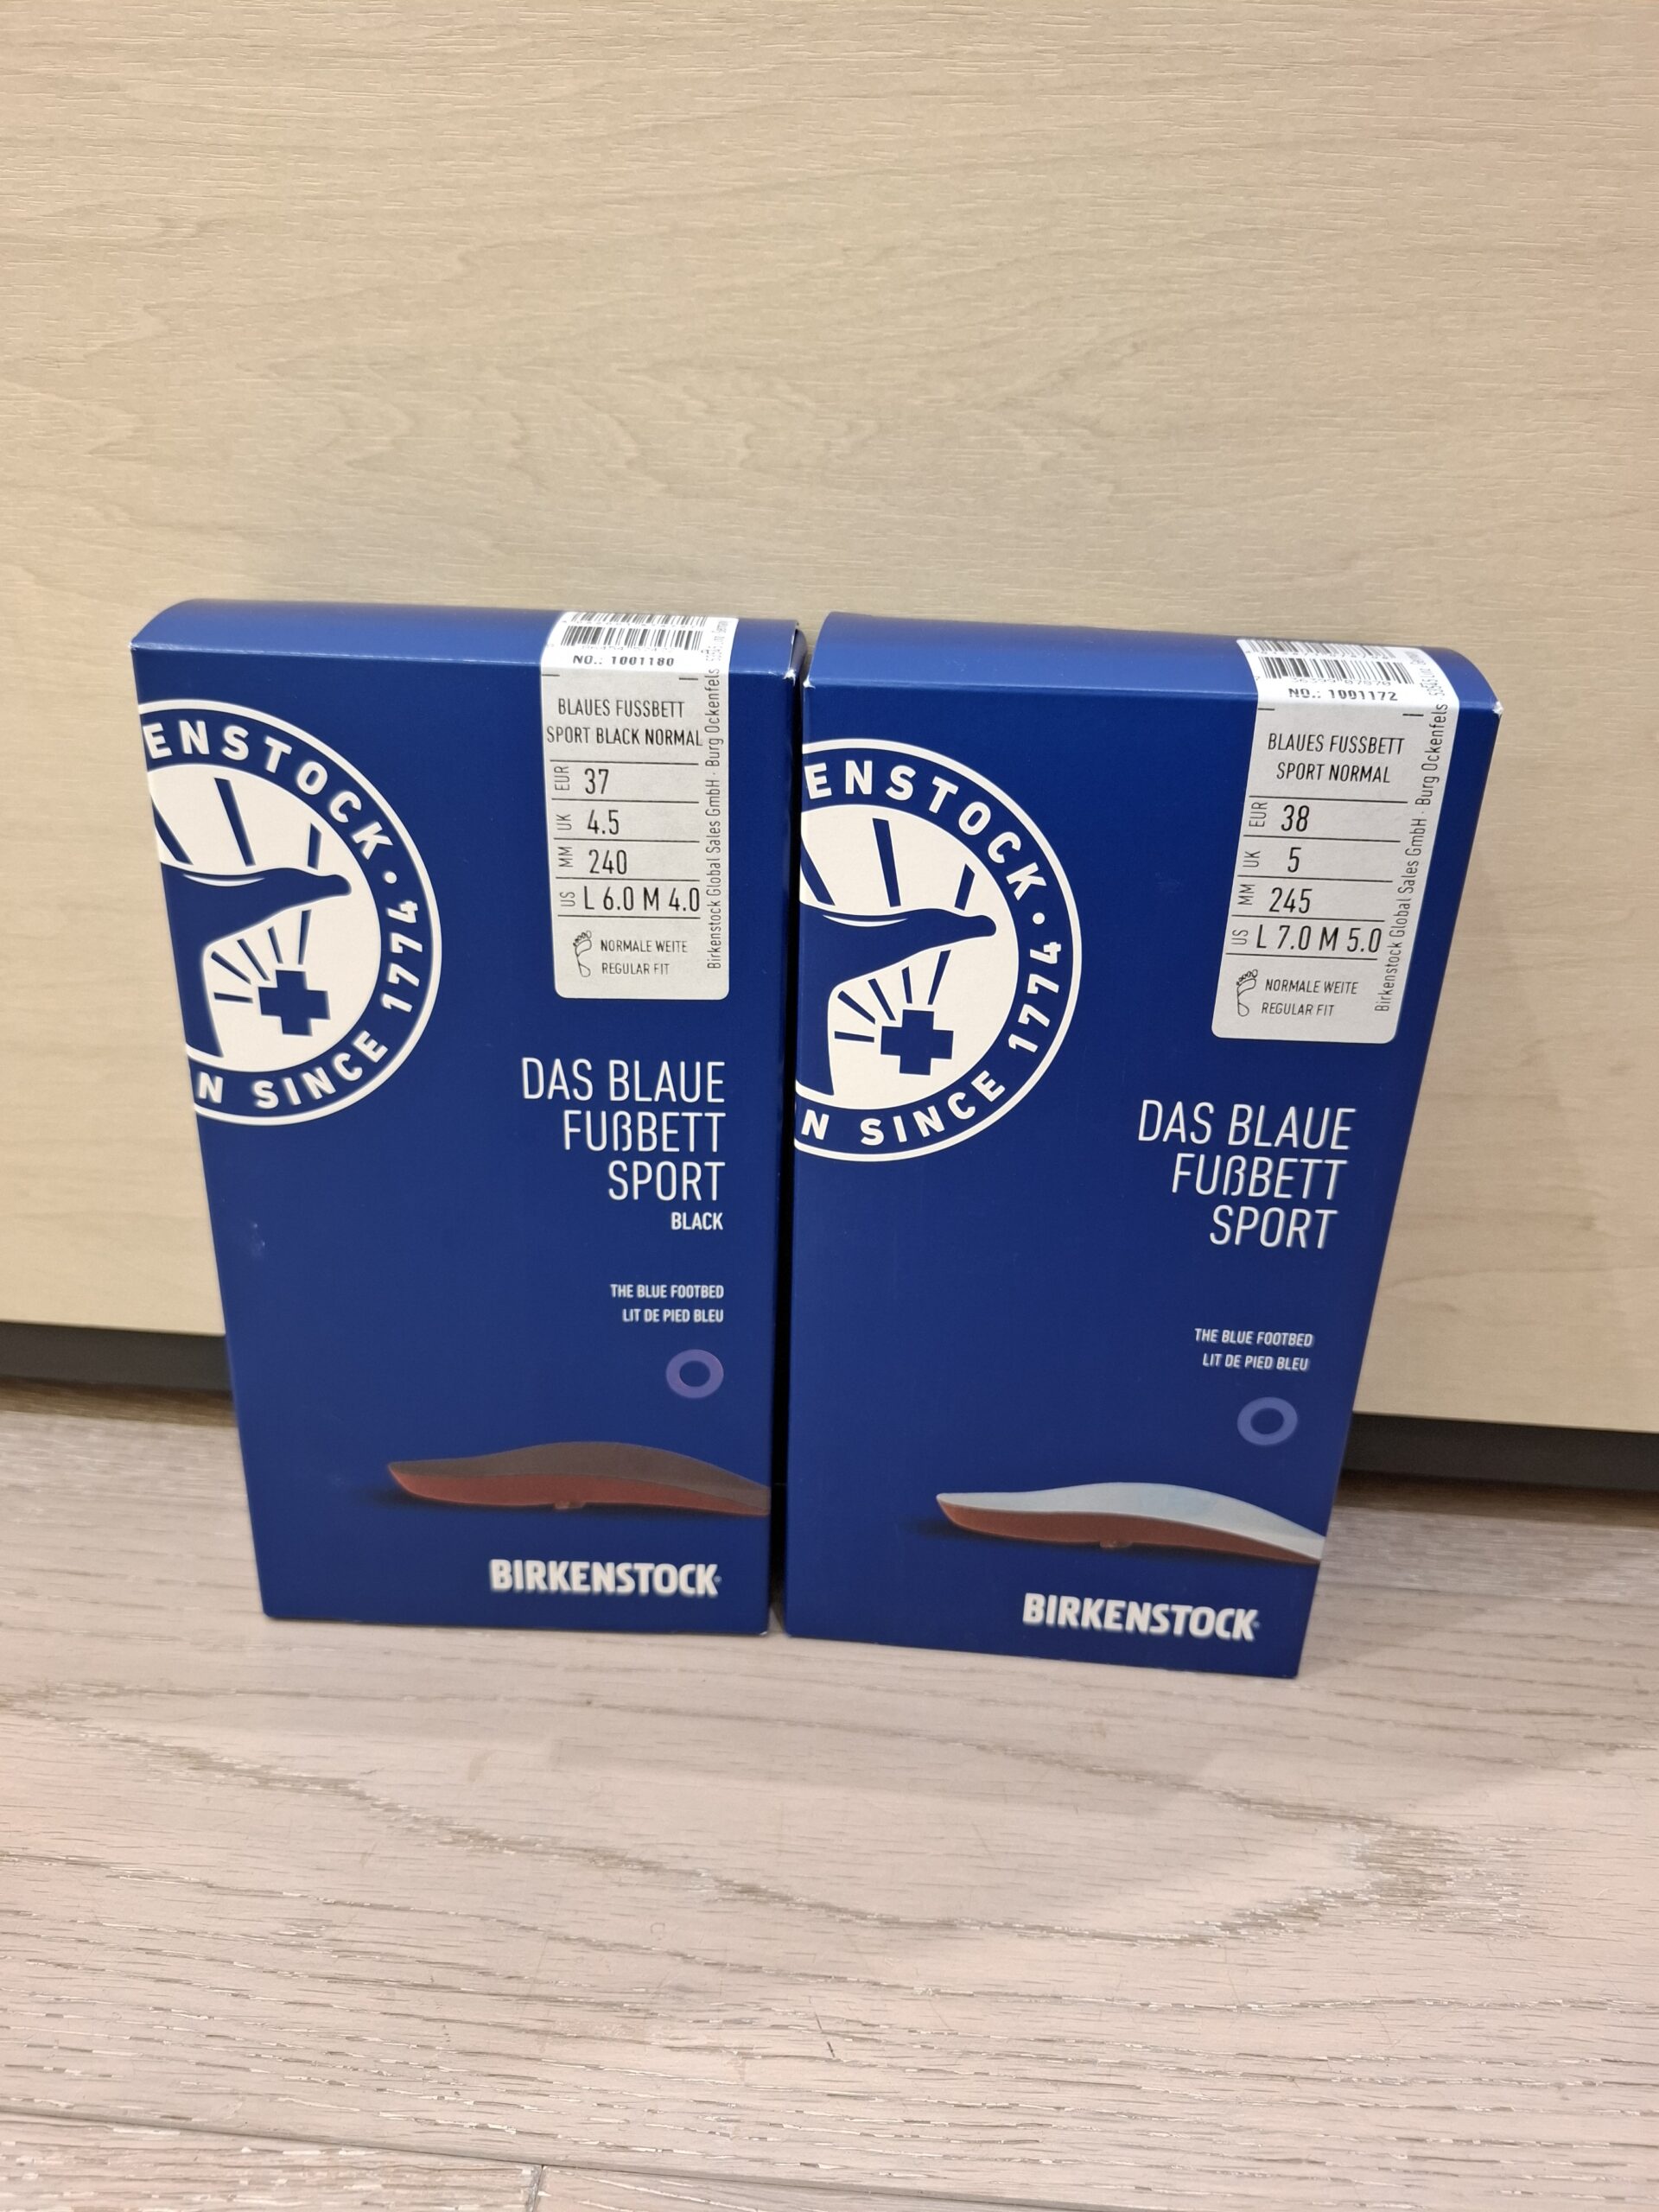 NO.: 1001180
BLAUES FUSSBETT
SPORT BLACK NORMAL
EUR 37
UK 4.5
MM 240
US L 6.0 M 4.0
NORMALE WEITE
REGULAR FIT
Birkenstock Global Sales GmbH · Burg Ockenfels
ENSTOCK · 1774
N SINCE
DAS BLAUE
FUßBETT
SPORT
BLACK
THE BLUE FOOTBED
LIT DE PIED BLEU
BIRKENSTOCK
NO.: 1001172
BLAUES FUSSBETT
SPORT NORMAL
EUR 38
UK 5
MM 245
US L 7.0 M 5.0
NORMALE WEITE
REGULAR FIT
Birkenstock Global Sales GmbH · Burg Ockenfels
ENSTOCK · 1774
N SINCE
DAS BLAUE
FUßBETT
SPORT
THE BLUE FOOTBED
LIT DE PIED BLEU
BIRKENSTOCK